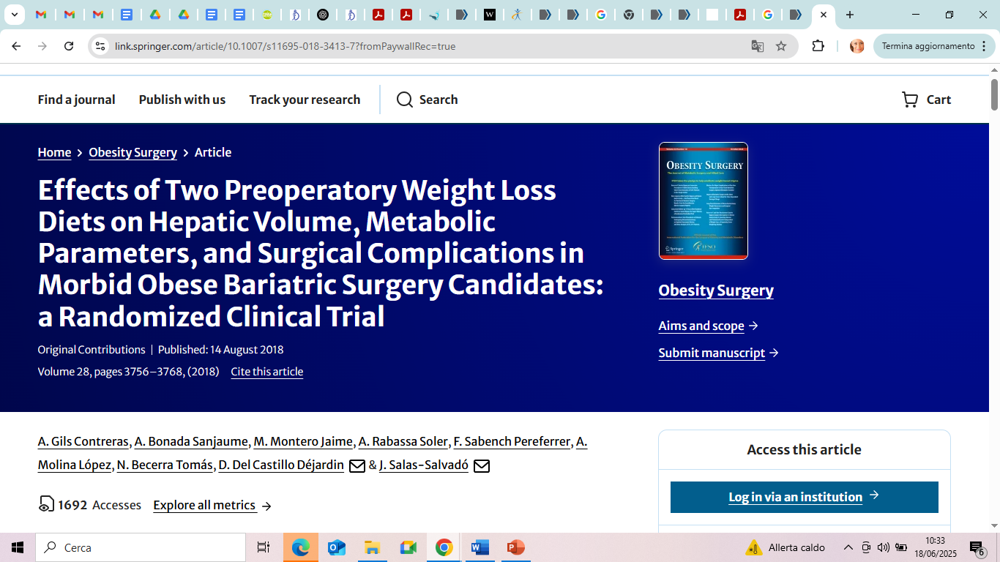 link.springer.com/article/10.1007/s11695-018-3413-7?fromPaywallRec=true
Termina aggiornamento
Find a journal
Publish with us
Track your research
Search
Cart
Home > Obesity Surgery > Article
Effects of Two Preoperatory Weight Loss
Diets on Hepatic Volume, Metabolic
Parameters, and Surgical Complications in
Morbid Obese Bariatric Surgery Candidates:
a Randomized Clinical Trial
Original Contributions | Published: 14 August 2018
Volume 28, pages 3756–3768, (2018) Cite this article
OBESITY SURGERY
Springer
IFSO
Obesity Surgery
Aims and scope →
Submit manuscript →
A. Gils Contreras, A. Bonada Sanjaume, M. Montero Jaime, A. Rabassa Soler, F. Sabench Pereferrer, A.
Molina López, N. Becerra Tomás, D. Del Castillo Déjardin & J. Salas-Salvadó
1692 Accesses Explore all metrics →
Access this article
Log in via an institution →
Cerca
Allerta caldo
10:33
18/06/2025
6